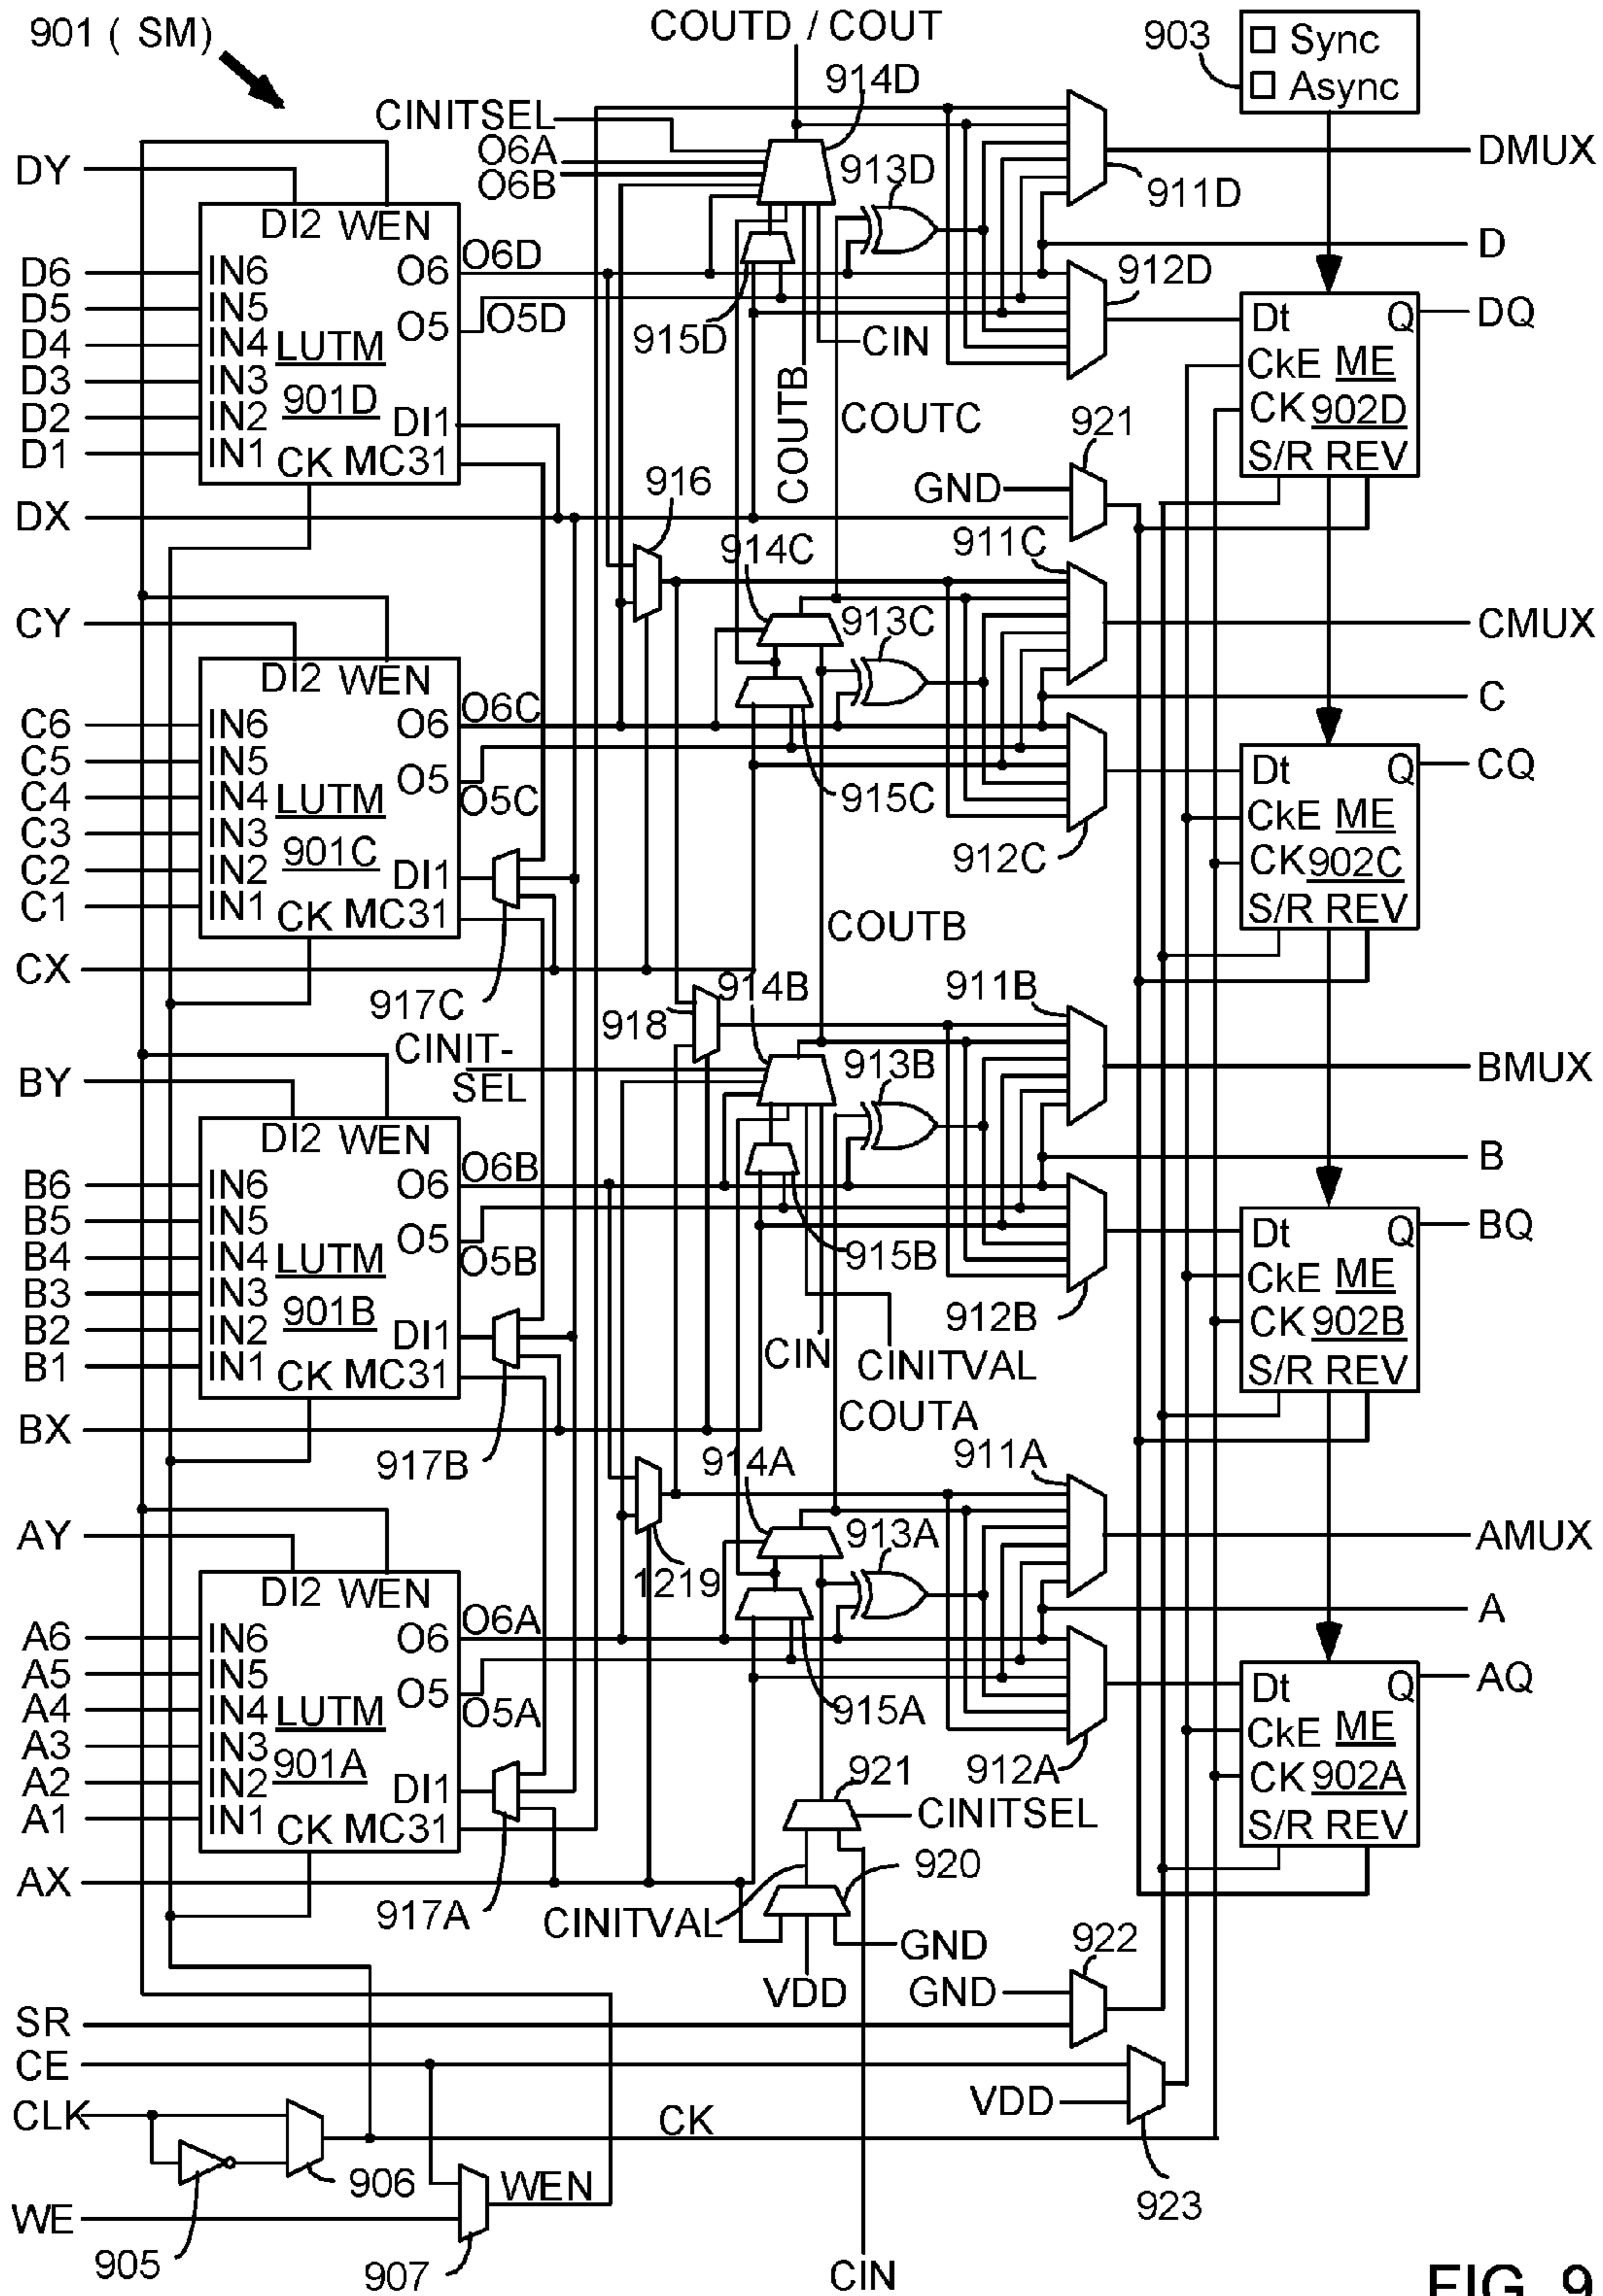 901 ( SM)
COUTD / COUT
903
Sync
Async
914D
CINITSEL
O6A
O6B
913D
DMUX
911D
DY
DI2 WEN
D6
D5
D4
D3
D2
D1
IN6
IN5
IN4
IN3
IN2
IN1
LUTM
901D
O6
O5
DI1
CK MC31
O6D
O5D
915D
CIN
COUTB
COUTC
D
912D
Dt
Q
CkE ME
CK 902D
S/R REV
DQ
DX
916
GND
921
914C
911C
913C
CMUX
CY
DI2 WEN
C6
C5
C4
C3
C2
C1
IN6
IN5
IN4
IN3
IN2
IN1
LUTM
901C
O6
O5
DI1
CK MC31
O6C
O5C
915C
912C
C
Dt
Q
CkE ME
CK 902C
S/R REV
CQ
CX
917C
COUTB
918
914B
911B
CINIT-
SEL
913B
BMUX
BY
DI2 WEN
B6
B5
B4
B3
B2
B1
IN6
IN5
IN4
IN3
IN2
IN1
LUTM
901B
O6
O5
DI1
CK MC31
O6B
O5B
915B
912B
CIN
CINITVAL
B
Dt
Q
CkE ME
CK 902B
S/R REV
BQ
BX
917B
COUTA
914A
911A
913A
AMUX
1219
AY
DI2 WEN
A6
A5
A4
A3
A2
A1
IN6
IN5
IN4
IN3
IN2
IN1
LUTM
901A
O6
O5
DI1
CK MC31
O6A
O5A
915A
912A
A
Dt
Q
CkE ME
CK 902A
S/R REV
AQ
921
CINITSEL
920
AX
917A
CINITVAL
GND
VDD
GND
922
SR
CE
VDD
923
CLK
CK
906
WEN
WE
905
907
CIN
FIG. 9